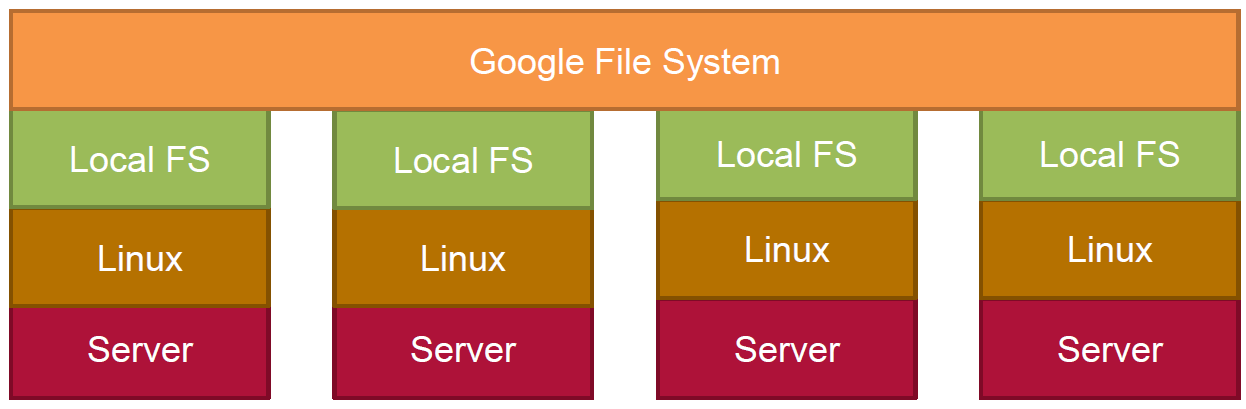 Google File System
Local FS
Local FS
Local FS
Local FS
Linux
Linux
Linux
Linux
Server
Server
Server
Server